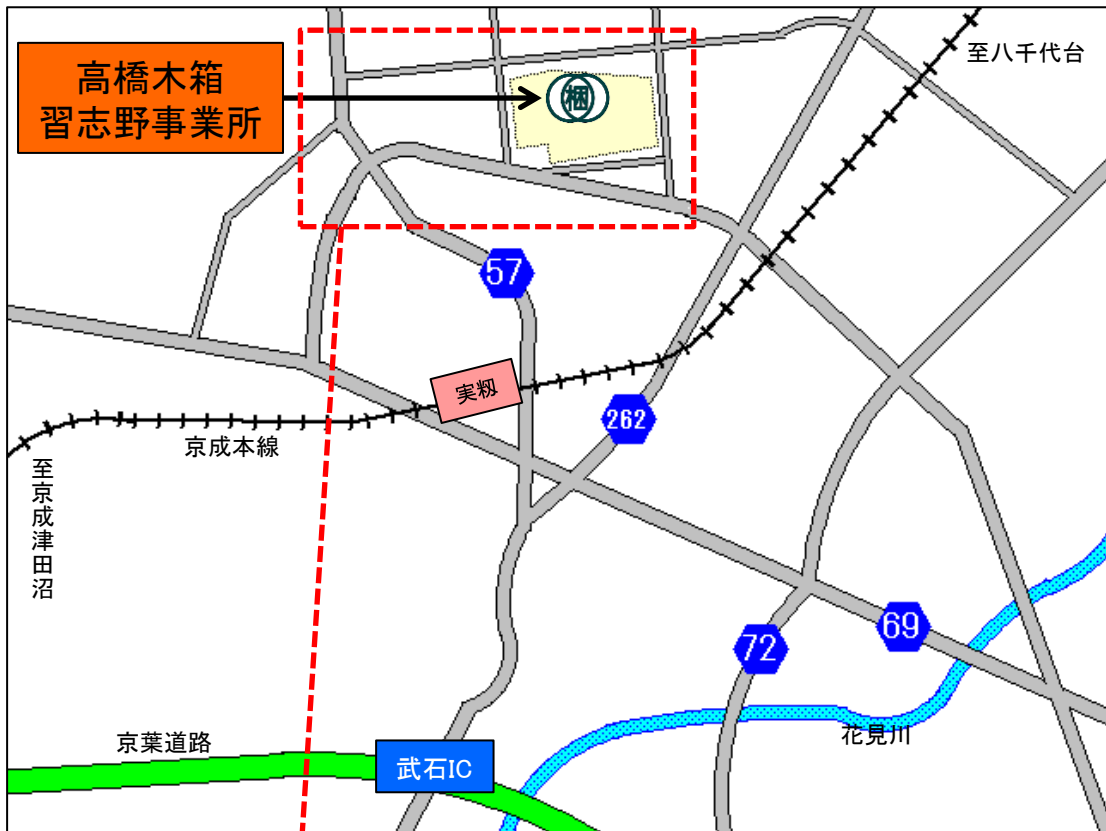 高橋木箱
習志野事業所
梱
至八千代台
57
実籾
262
京成本線
至京成津田沼
69
72
花見川
京葉道路
武石IC